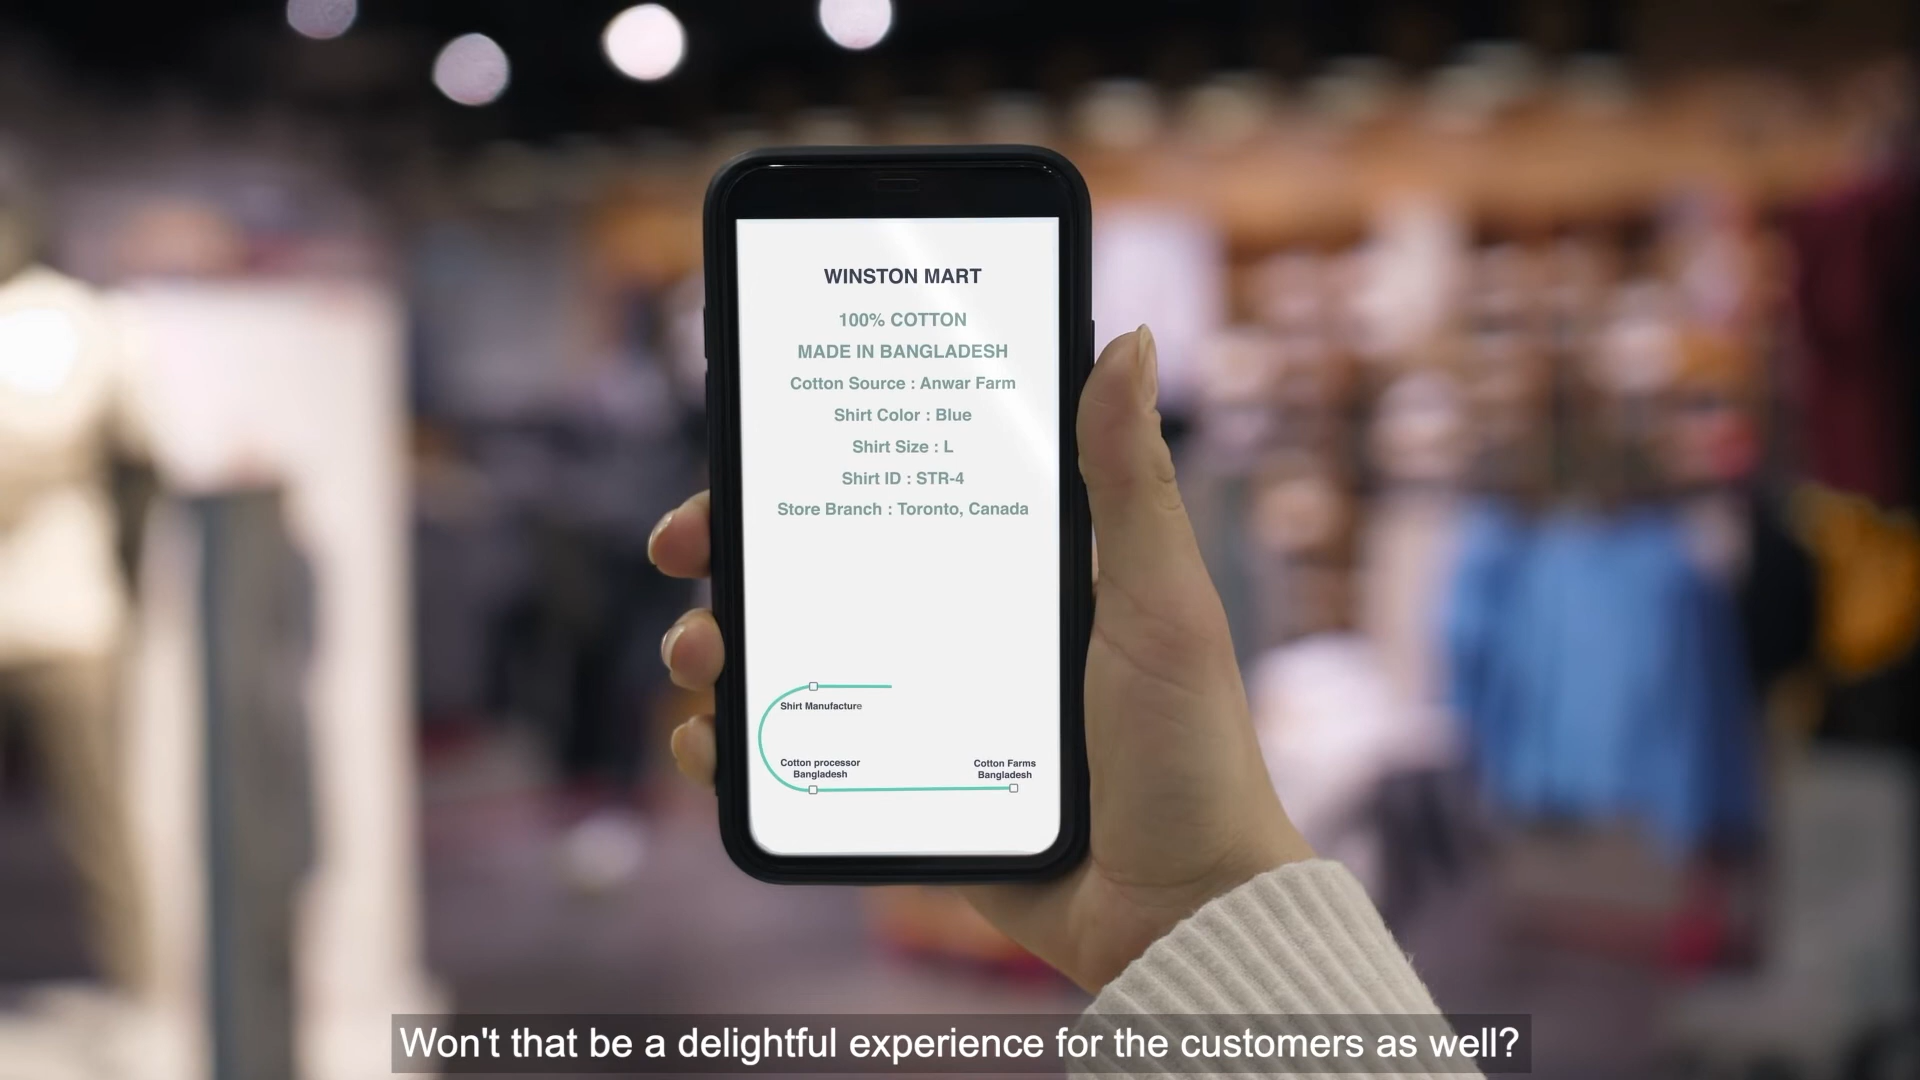 WINSTON MART
100% COTTON
MADE IN BANGLADESH
Cotton Source : Anwar Farm
Shirt Color : Blue
Shirt Size : L
Shirt ID : STR-4
Store Branch : Toronto, Canada
Shirt Manufacture
Cotton processor
Bangladesh
Cotton Farms
Bangladesh
Won't that be a delightful experience for the customers as well?